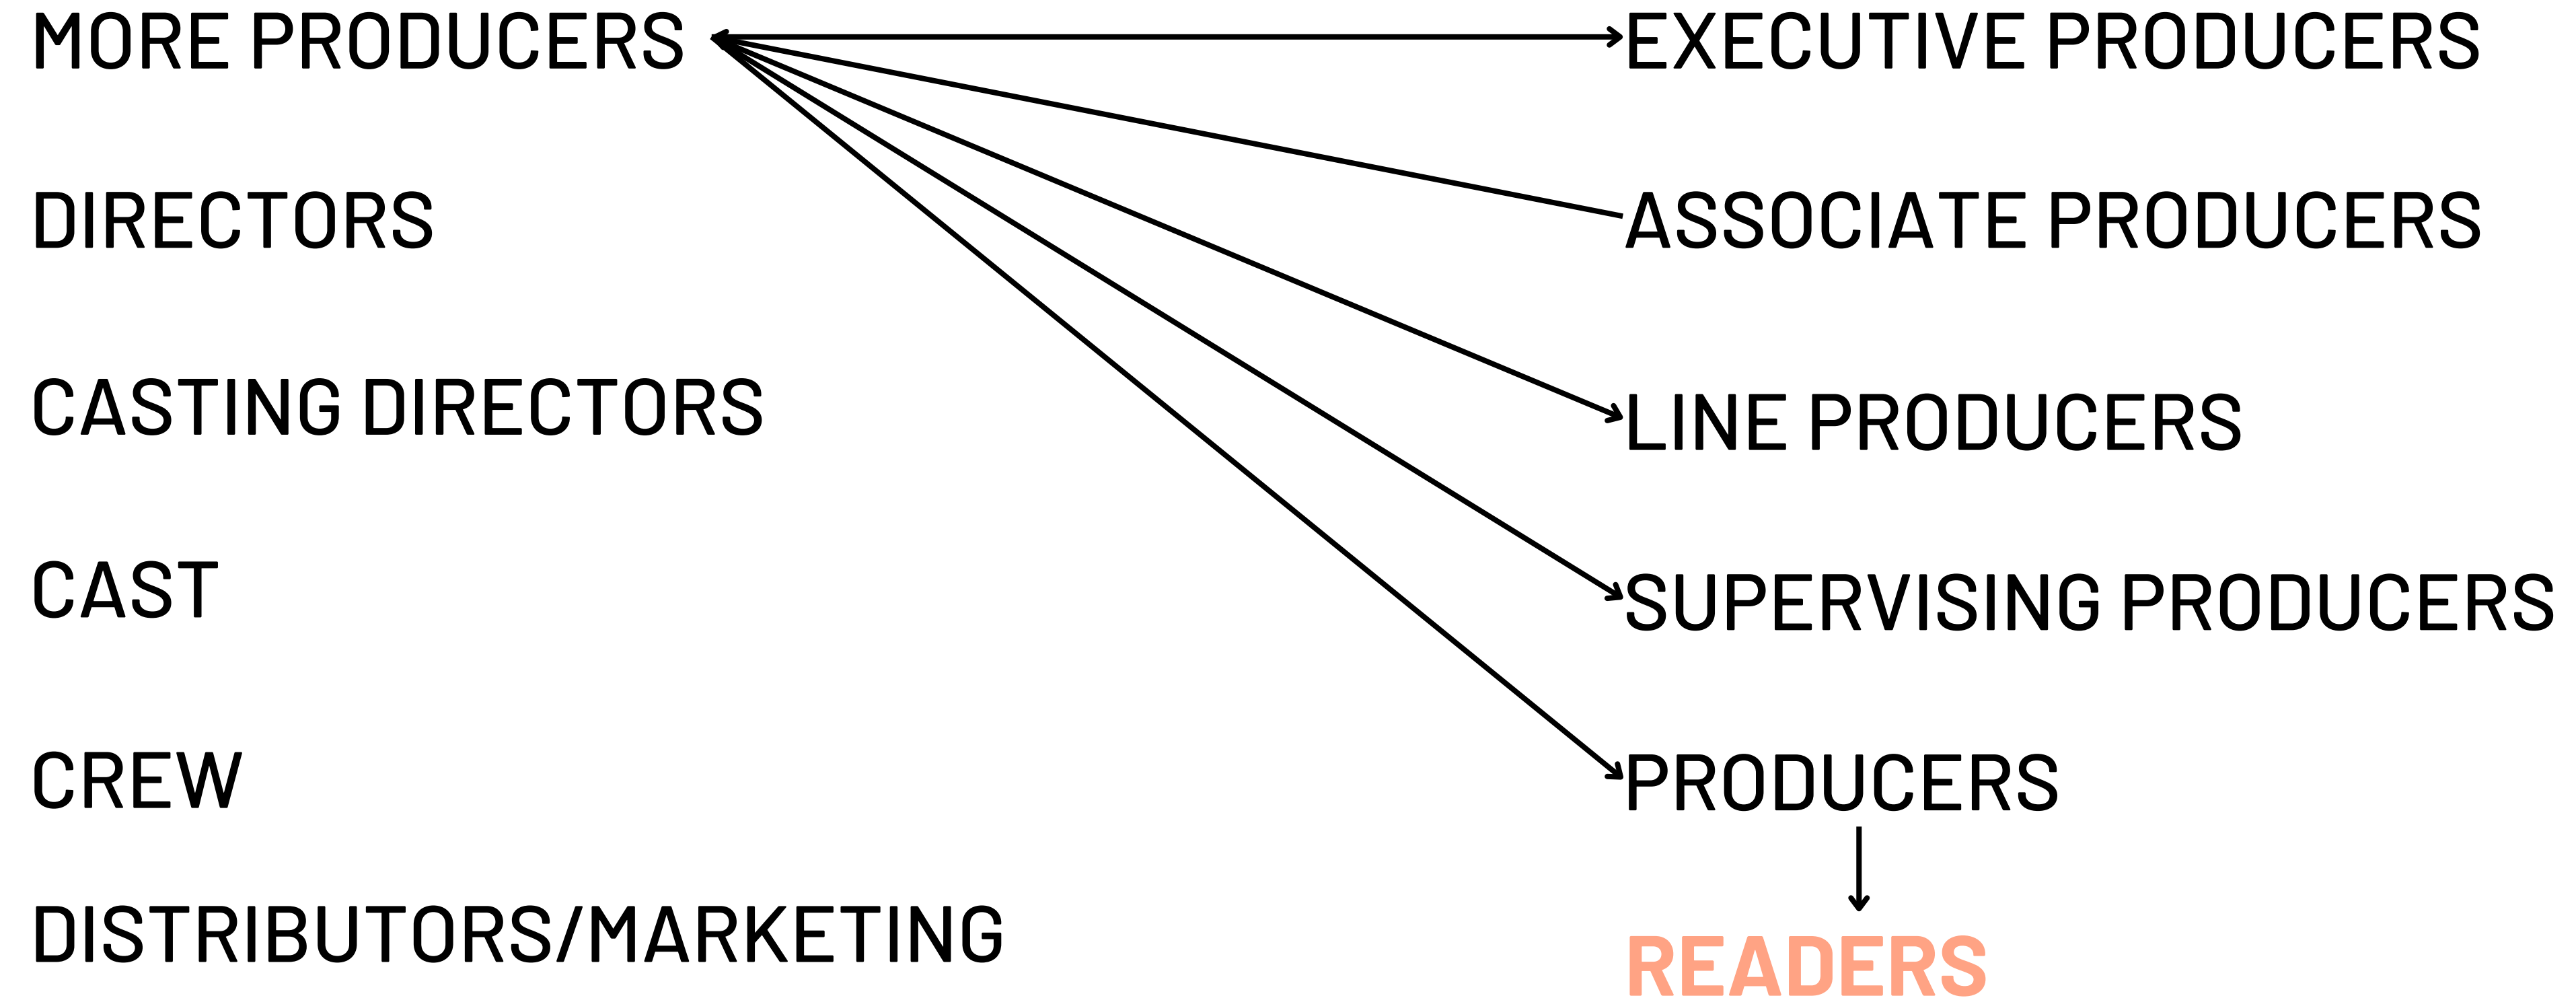 MORE PRODUCERS
DIRECTORS
CASTING DIRECTORS
CAST
CREW
DISTRIBUTORS/MARKETING
EXECUTIVE PRODUCERS
ASSOCIATE PRODUCERS
LINE PRODUCERS
SUPERVISING PRODUCERS
PRODUCERS
READERS